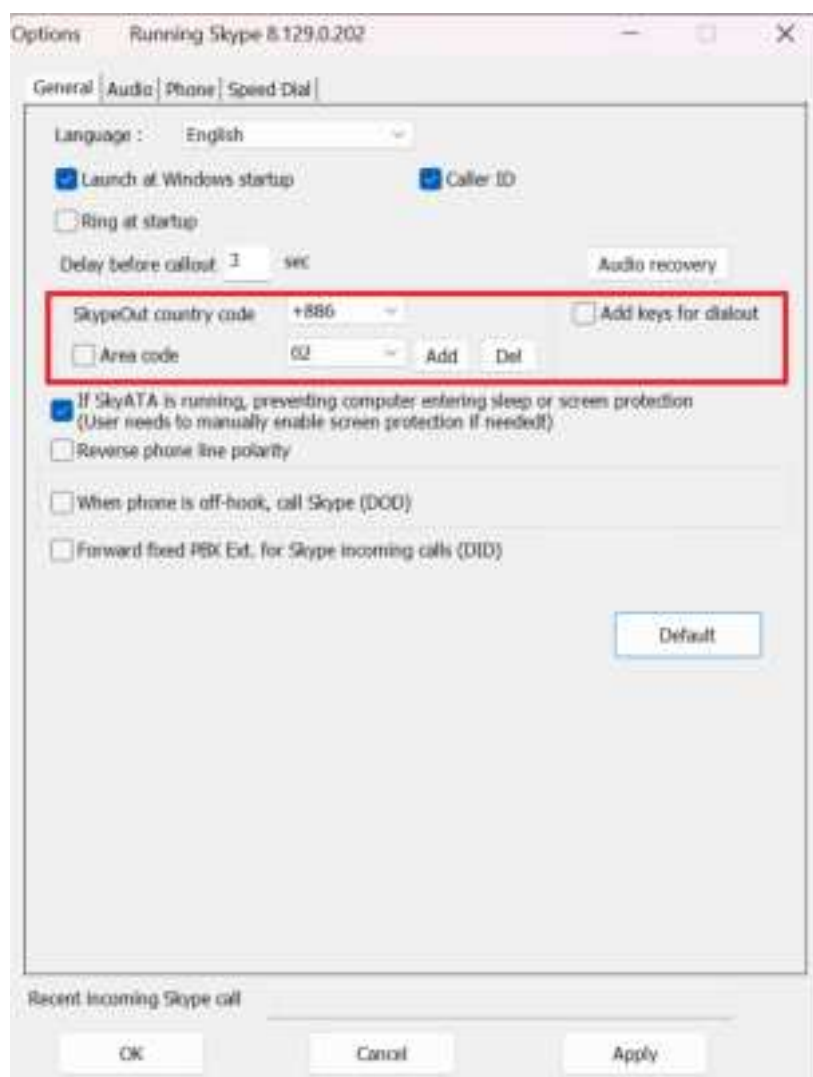 Options Running Skype 8.129.0.202
General Audio Phone Speed Dial
Language : English
Launch at Windows startup Caller ID
Ring at startup
Delay before callout 3 sec Audio recovery
SkypeOut country code +886 Add keys for dialout
Area code 02 Add Del
If SkyATA is running, preventing computer entering sleep or screen protection
(User needs to manually enable screen protection if needed!)
Reverse phone line polarity
When phone is off-hook, call Skype (DOD)
Forward fixed PBX Ext. for Skype incoming calls (DID)
Default
Recent incoming Skype call
OK Cancel Apply